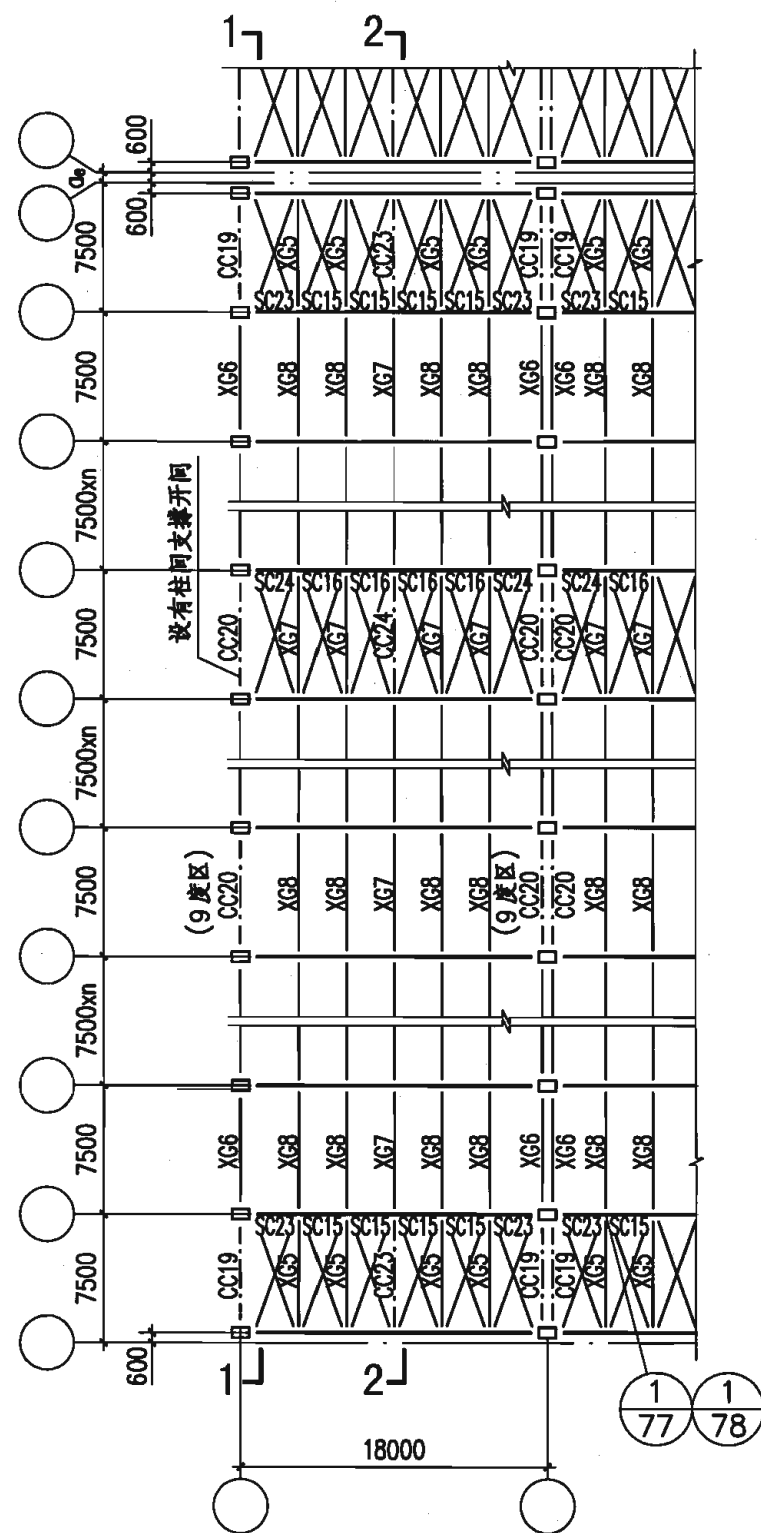 1 2
600
a_e
600
7500 CC19 XG5 XG5 CC23 XG5 XG5 CC19 CC19 XG5 XG5
SC23 SC15 SC15 SC15 SC15 SC23 SC23 SC15
7500 XG6 XG8 XG8 XG7 XG8 XG8 XG6 XG6 XG8 XG8
7500xn
设有柱间支撑开间
SC24 SC16 SC16 SC16 SC16 SC24 SC24 SC16
7500 CC20 XG7 XG7 CC24 XG7 XG7 CC20 CC20 XG7 XG7
7500xn
7500 (9度区) CC20 XG8 XG8 XG7 XG8 XG8 (9度区) CC20 CC20 XG8 XG8
7500xn
7500 XG6 XG8 XG8 XG7 XG8 XG8 XG6 XG6 XG8 XG8
SC23 SC15 SC15 SC15 SC15 SC23 SC23 SC15
7500 CC19 XG5 XG5 CC23 XG5 XG5 CC19 CC19 XG5 XG5
600
1 2
1 1
77 78
18000